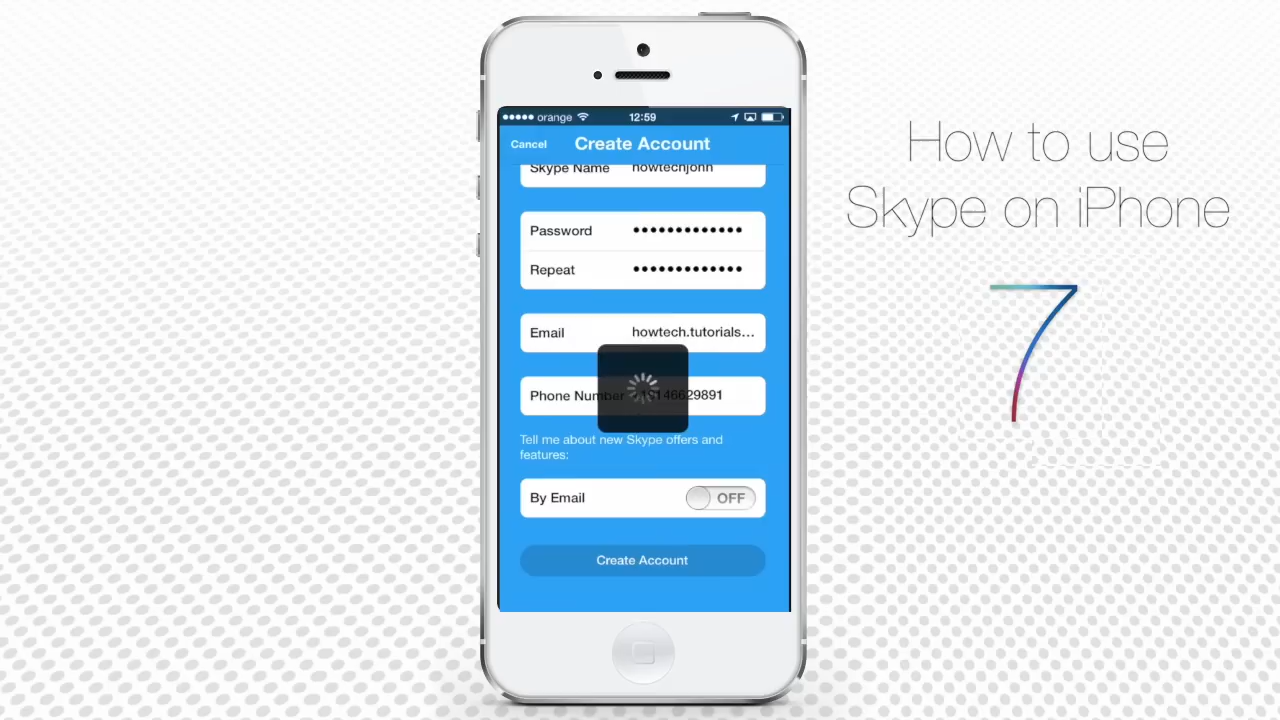 orange 12:59
Cancel Create Account
Skype Name howtechjohn
Password •••••••••••••
Repeat •••••••••••••
Email howtech.tutorials...
Phone Number
Tell me about new Skype offers and
features:
By Email OFF
Create Account
How to use
Skype on iPhone
7